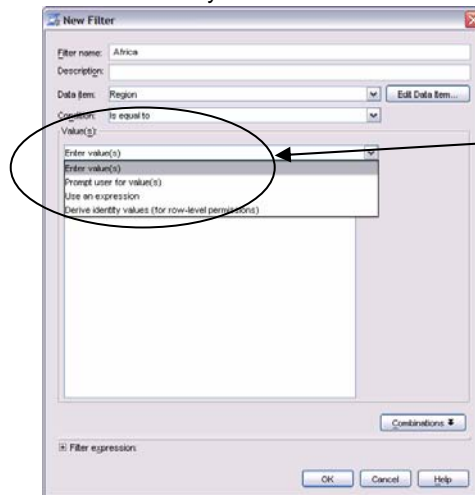 New Filter
Filter name: Africa
Description:
Data Item: Region Edit Data Item...
Condition: Is equal to
Value(s):
Enter value(s)
Enter value(s)
Prompt user for value(s)
Use an expression
Derive identity values (for row-level permissions)
Combinations
Filter expression
OK Cancel Help